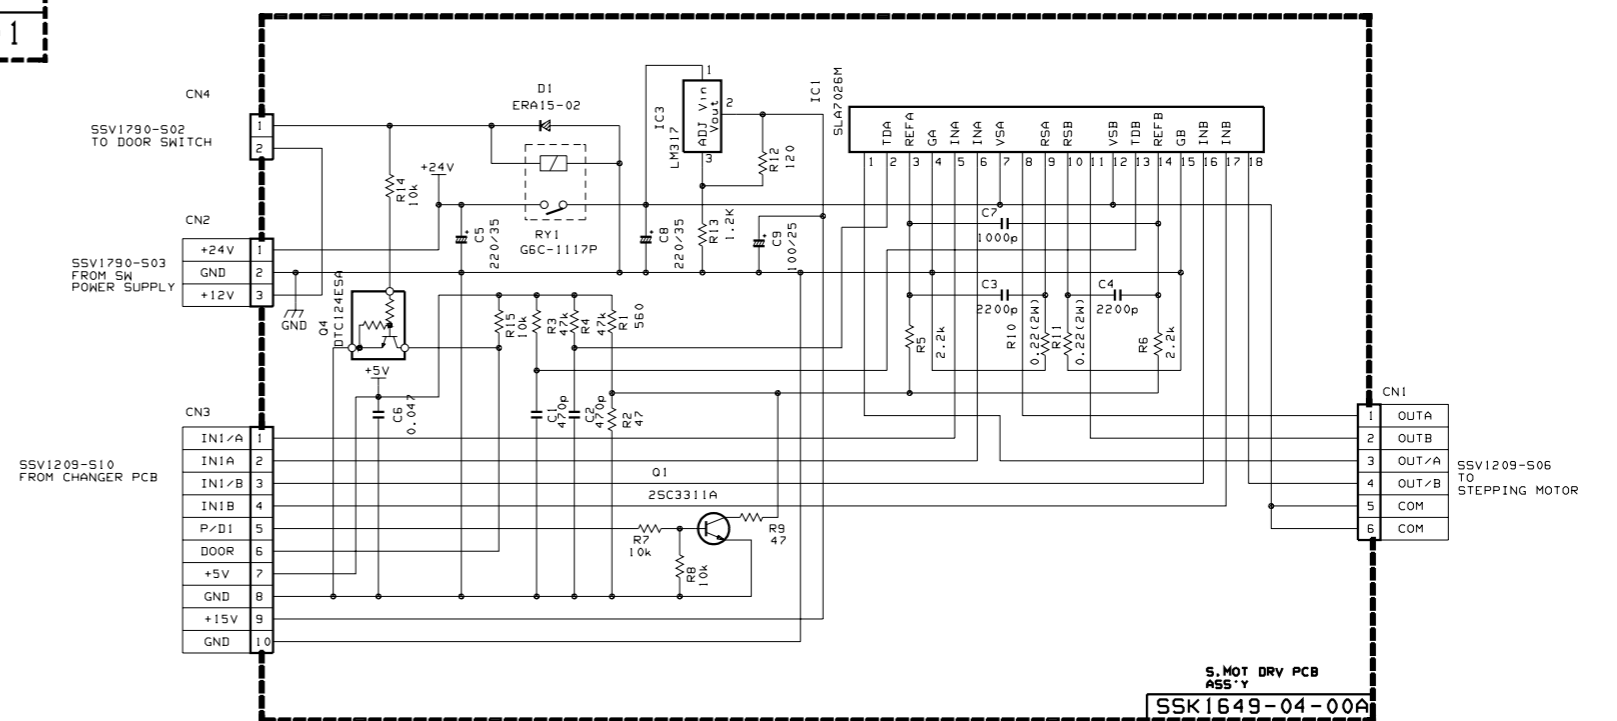 1
CN4
SSV1790-S02
TO DOOR SWITCH
1
2
CN2
SSV1790-S03
FROM SW
POWER SUPPLY
+24V 1
GND 2
+12V 3
GND
CN3
SSV1209-S10
FROM CHANGER PCB
IN1/A 1
IN1A 2
IN1/B 3
IN1B 4
P/D1 5
DOOR 6
+5V 7
GND 8
+15V 9
GND 10
D1
ERA15-02
RY1
G6C-1117P
R14
10k
+24V
C5
220/35
C8
220/35
IC3
LM317
ADJ Vin
Vout
1
2
3
R12
120
R13
1.2K
C9
100/25
IC1
SLA7026M
TDA
REFA
GA
INA
INA
VSA
RSA
RSB
VSB
TDB
REFB
GB
INB
INB
1 2 3 4 5 6 7 8 9 10 11 12 13 14 15 16 17 18
C7
1000p
C3
2200p
C4
2200p
R5
2.2k
R10
0.22(2W)
R11
0.22(2W)
R6
2.2k
Q4
DTC124ESA
+5V
C6
0.047
R15
10k
R3
47k
R4
47k
R1
560
C1
470p
C2
470p
R2
47
Q1
2SC3311A
R7
10k
R8
10k
R9
47
CN1
1 OUTA
2 OUTB
3 OUT/A
4 OUT/B
5 COM
6 COM
SSV1209-S06
TO
STEPPING MOTOR
S.MOT DRV PCB
ASS'Y
SSK1649-04-00A